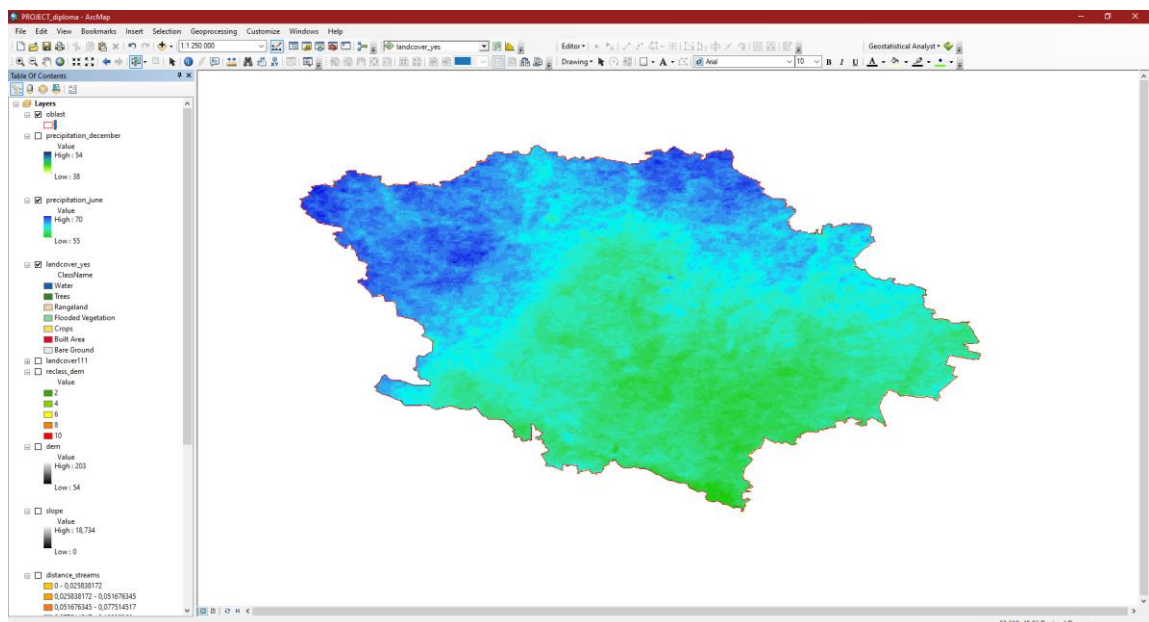 PROJECT_diploma - ArcMap
File Edit View Bookmarks Insert Selection Geoprocessing Customize Windows Help
1:1 250 000 landcover_yes Editor Geostatistical Analyst
Drawing A Arial 10 B I U A
Table Of Contents
Layers
oblast
precipitation_december
Value
High : 54
Low : 38
precipitation_june
Value
High : 70
Low : 55
landcover_yes
ClassName
Water
Trees
Rangeland
Flooded Vegetation
Crops
Built Area
Bare Ground
landcover111
reclass_dem
Value
2
4
6
8
10
dem
Value
High : 203
Low : 54
slope
Value
High : 18,734
Low : 0
distance_streams
0 - 0,025838172
0,025838172 - 0,051676345
0,051676345 - 0,077514517